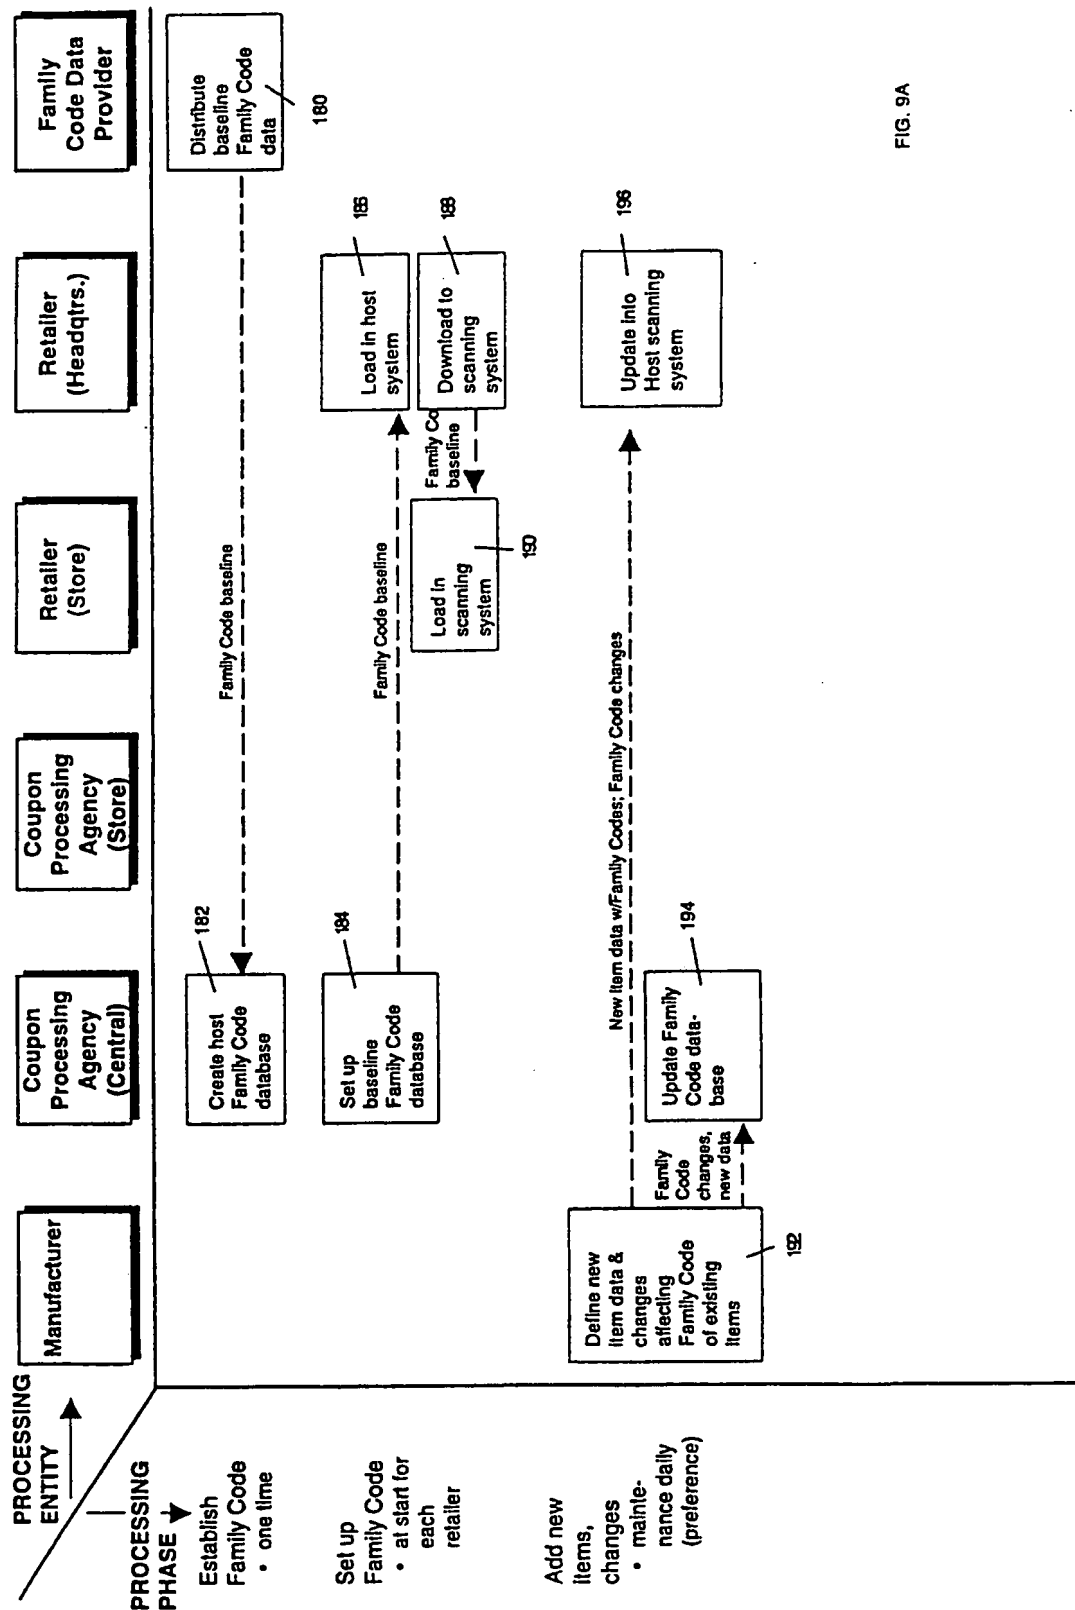 PROCESSING
ENTITY
PROCESSING
PHASE
Manufacturer
Coupon
Processing
Agency
(Central)
Coupon
Processing
Agency
(Store)
Retailer
(Store)
Retailer
(Headqtrs.)
Family
Code Data
Provider
Establish
Family Code
• one time
Create host
Family Code
database
182
Family Code baseline
Distribute
baseline
Family Code
data
180
Set up
Family Code
• at start for
each
retailer
Set up
baseline
Family Code
database
184
Family Code baseline
Load in host
system
186
Load in
scanning
system
190
Family Co
baseline
Download to
scanning
system
188
Add new
items,
changes
• mainte-
nance daily
(preference)
Define new
item data &
changes
affecting
Family Code
of existing
items
192
New item data w/Family Codes; Family Code changes
Family
Code
changes,
new data
Update Family
Code data-
base
194
Update into
Host scanning
system
196
FIG. 9A